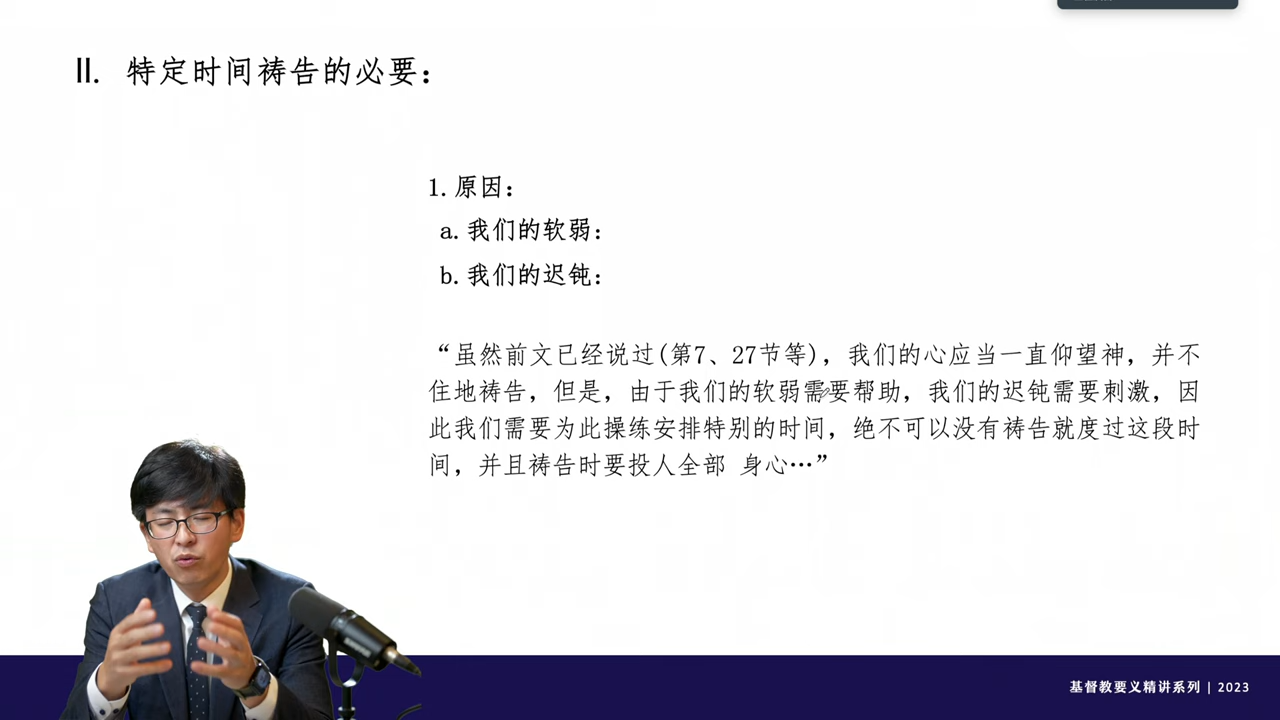 II. 特定时间祷告的必要：
1. 原因：
a. 我们的软弱：
b. 我们的迟钝：
“虽然前文已经说过(第7、27节等)，我们的心应当一直仰望神，并不
住地祷告，但是，由于我们的软弱需要帮助，我们的迟钝需要刺激，因
此我们需要为此操练安排特别的时间，绝不可以没有祷告就度过这段时
间，并且祷告时要投人全部 身心…”
基督教要义精讲系列 | 2023